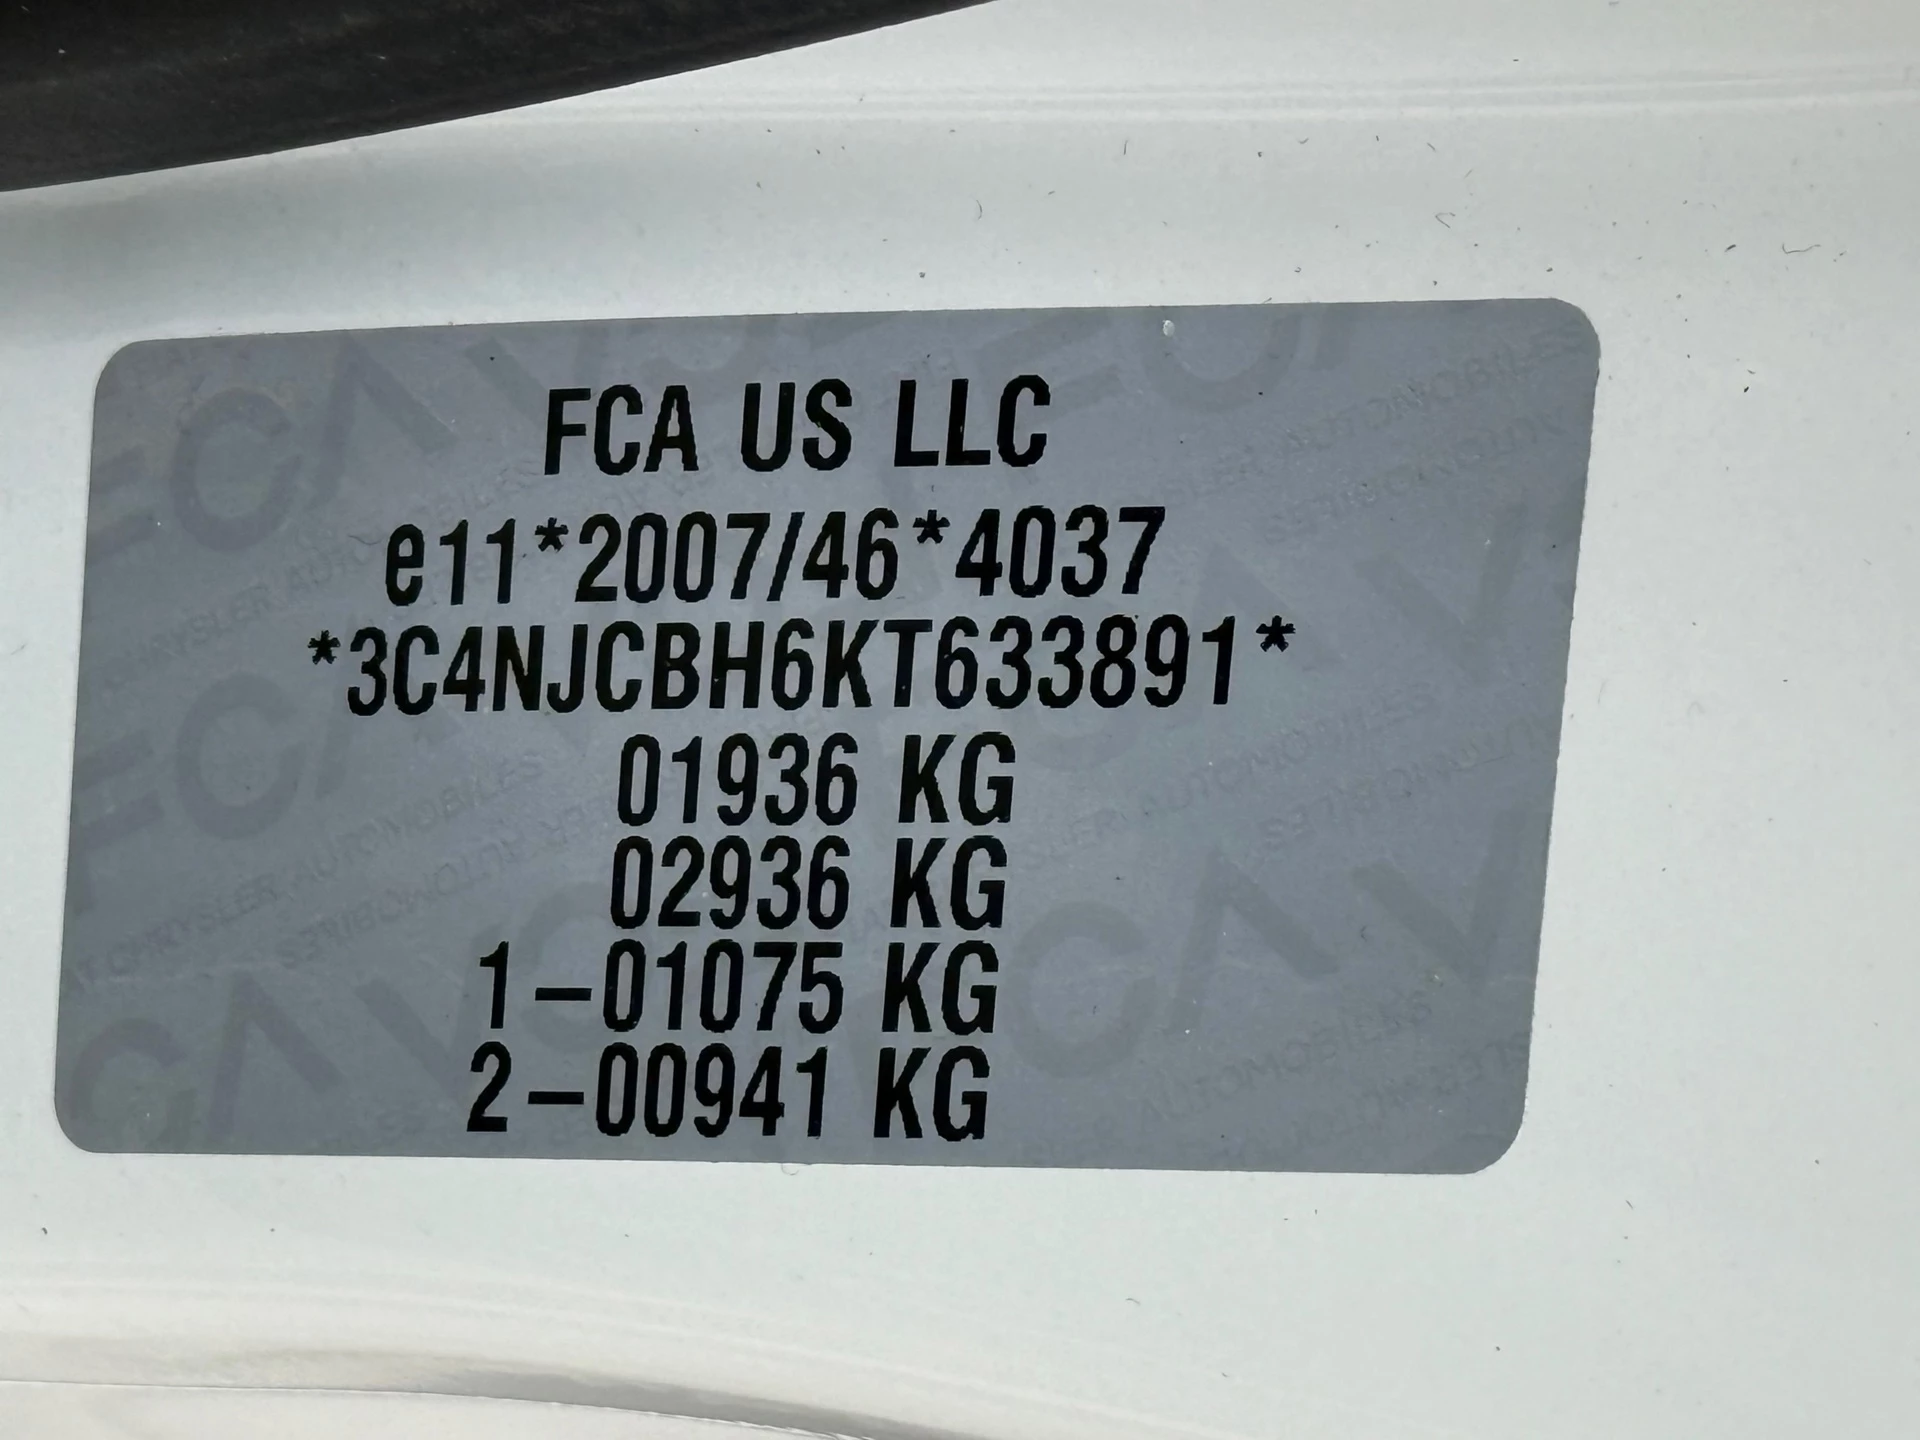 FCA US LLC
e11*2007/46*4037
*3C4NJCBH6KT633891*
01936 KG
02936 KG
1-01075 KG
2-00941 KG